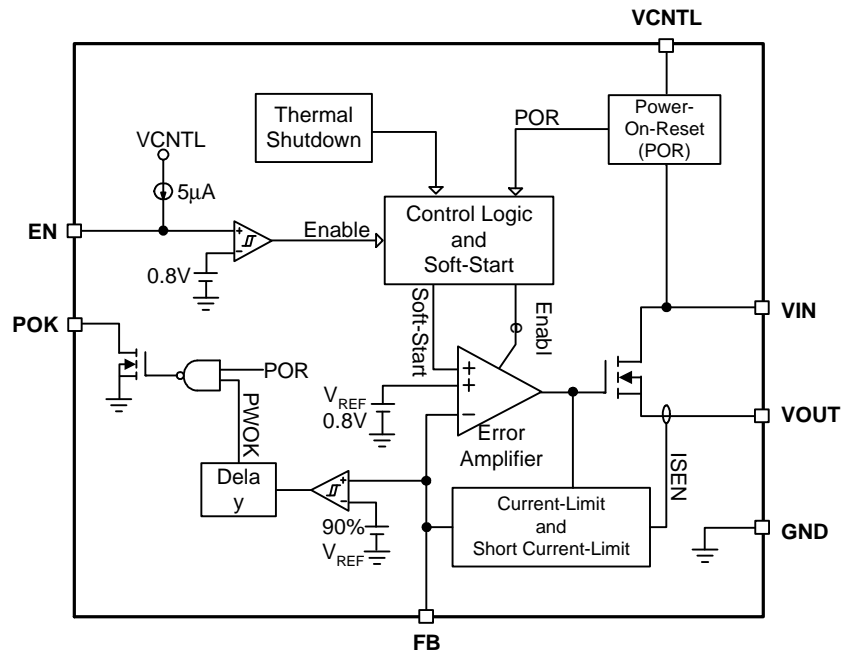 VCNTL
Power-
On-Reset
(POR)
POR
Thermal
Shutdown
VCNTL
5μA
EN
Enable
Control Logic
and
Soft-Start
0.8V
Soft-Start
Enabl
VIN
POK
POR
PWOK
VREF
0.8V
Error
Amplifier
VOUT
ISEN
Dela
y
90%
VREF
Current-Limit
and
Short Current-Limit
GND
FB